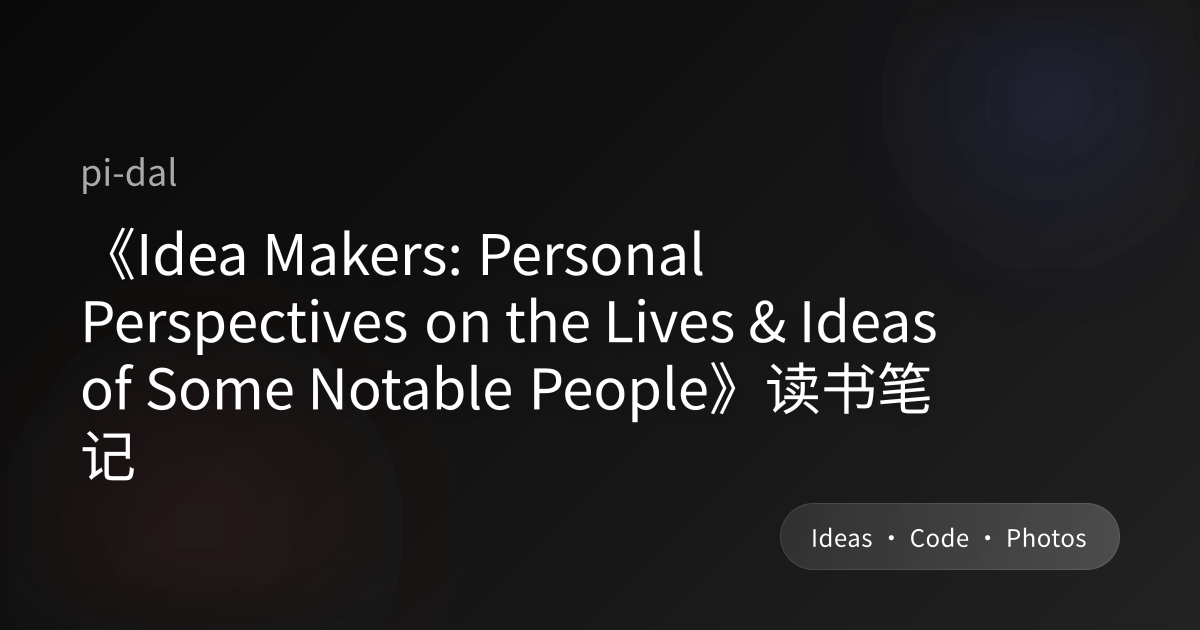 pi-dal
《Idea Makers: Personal
Perspectives on the Lives & Ideas
of Some Notable People》读书笔
记
Ideas • Code • Photos